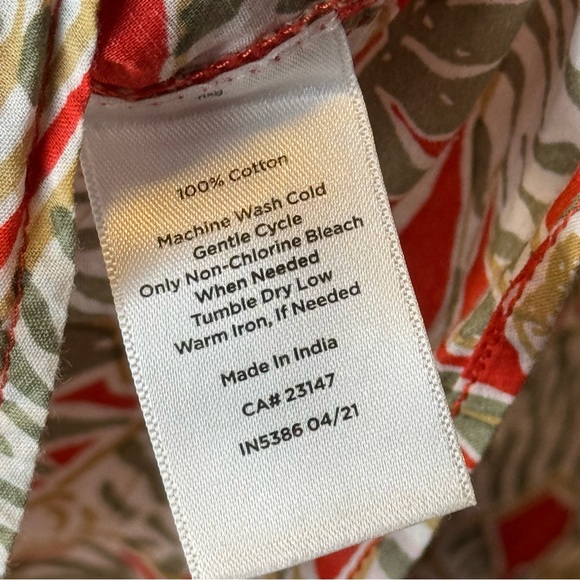 100% Cotton
Machine Wash Cold
Gentle Cycle
Only Non-Chlorine Bleach
When Needed
Tumble Dry Low
Warm Iron, If Needed
Made In India
CA# 23147
IN5386 04/21